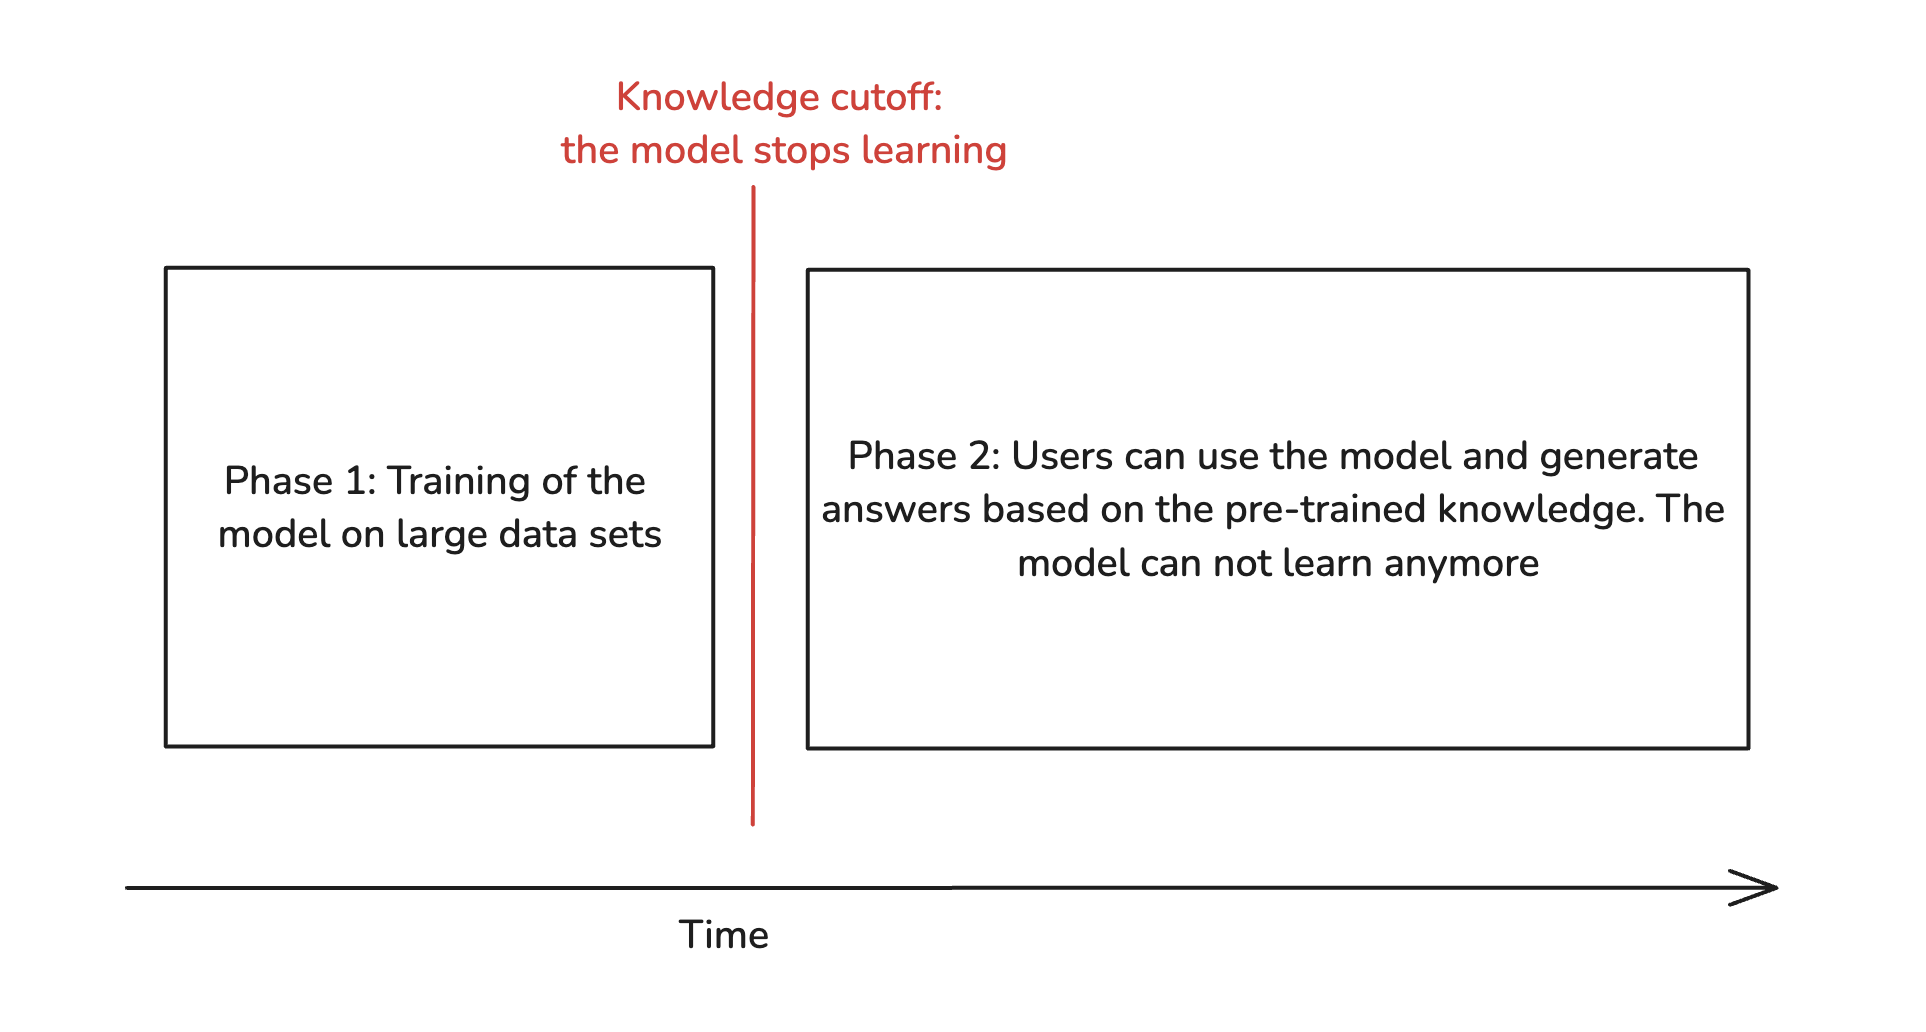 Knowledge cutoff:
the model stops learning
Phase 1: Training of the
model on large data sets
Phase 2: Users can use the model and generate
answers based on the pre-trained knowledge. The
model can not learn anymore
Time